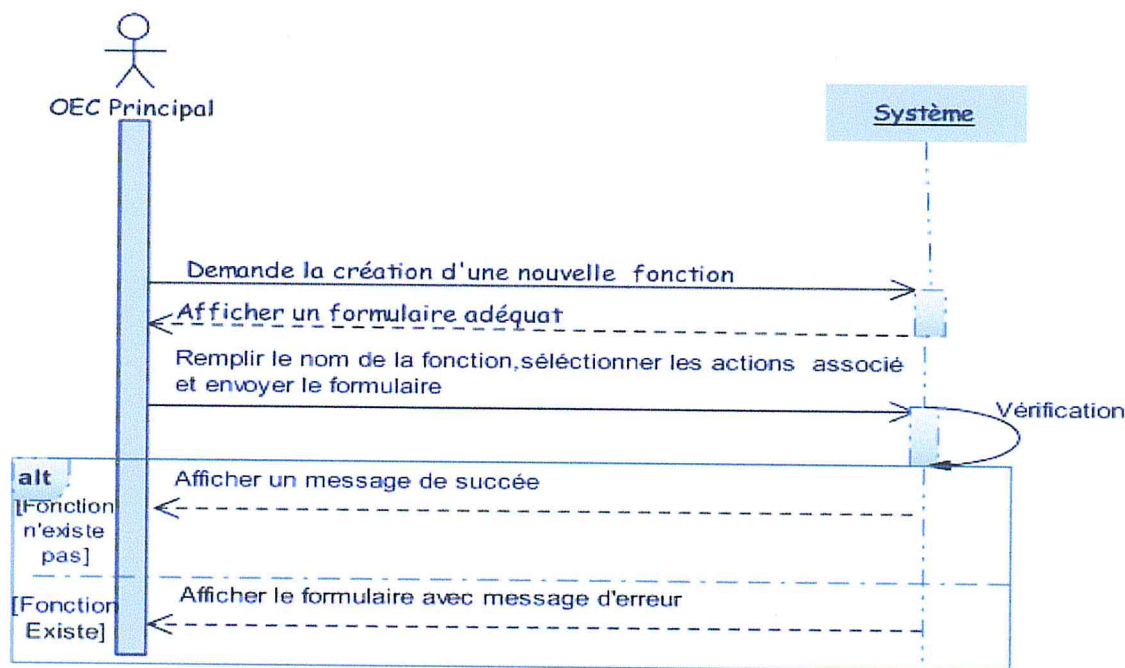 OEC Principal
Système
Demande la création d'une nouvelle fonction
Afficher un formulaire adéquat
Remplir le nom de la fonction,séléctionner les actions associé
et envoyer le formulaire
Vérification
alt
Afficher un message de succée
[Fonction
n'existe
pas]
Afficher le formulaire avec message d'erreur
[Fonction
Existe]